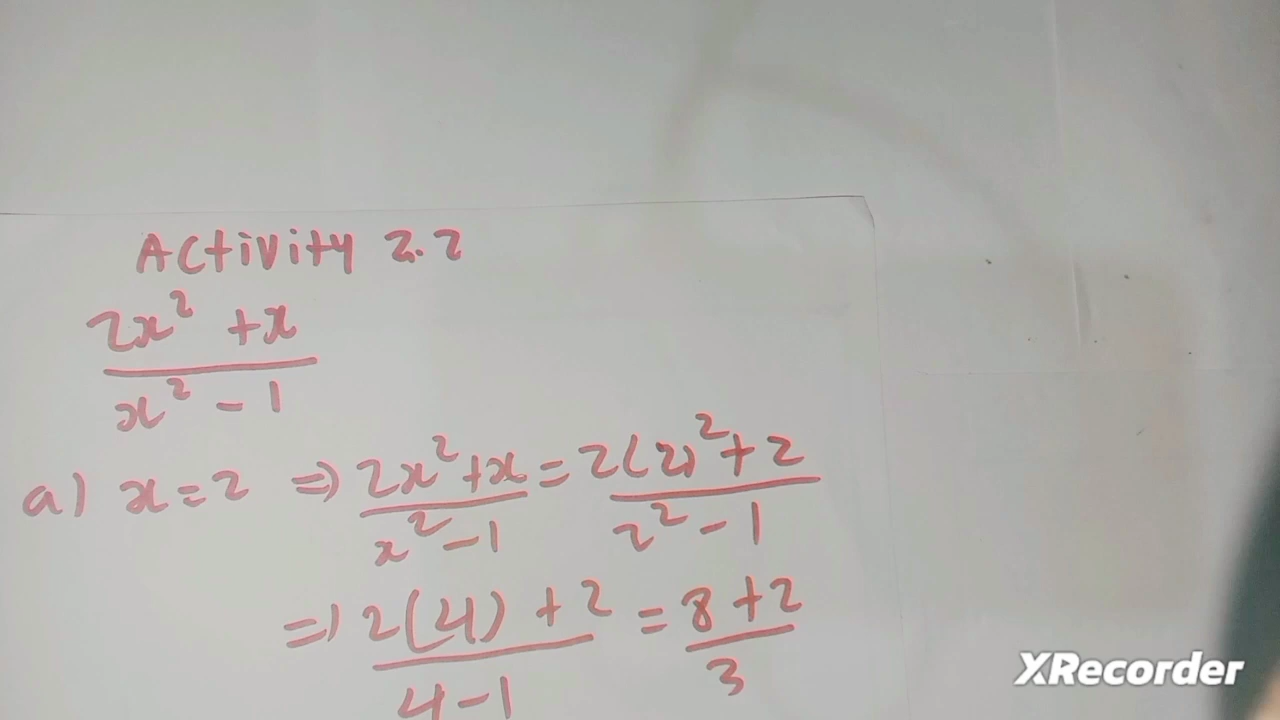 Activity 2.2
2x² + x
x² - 1
a) x = 2 ⇒ 2x² + x / x² - 1 = 2(2)² + 2 / 2² - 1
⇒ 2(4) + 2 / 4 - 1 = 8 + 2 / 3
XRecorder